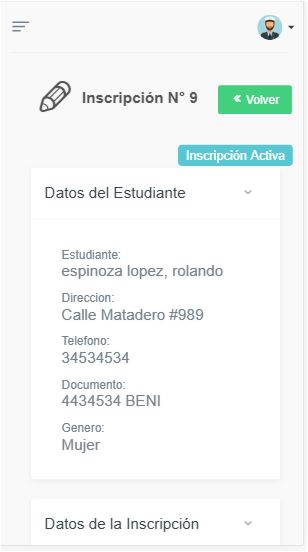 Inscripción N° 9
« Volver
Inscripción Activa
Datos del Estudiante
Estudiante:
espinoza lopez, rolando
Direccion:
Calle Matadero #989
Telefono:
34534534
Documento:
4434534 BENI
Genero:
Mujer
Datos de la Inscripción